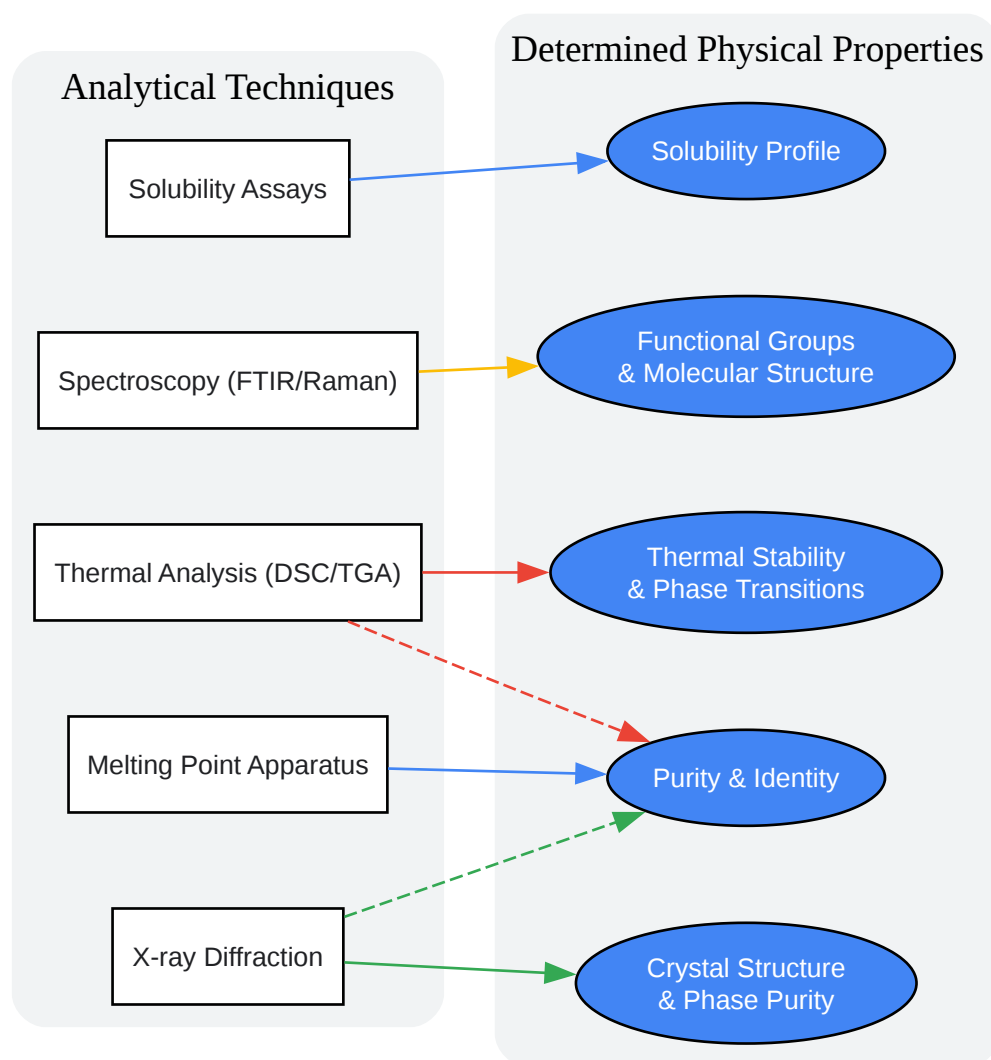 Analytical Techniques
Solubility Assays
Spectroscopy (FTIR/Raman)
Thermal Analysis (DSC/TGA)
Melting Point Apparatus
X-ray Diffraction
Determined Physical Properties
Solubility Profile
Functional Groups
& Molecular Structure
Thermal Stability
& Phase Transitions
Purity & Identity
Crystal Structure
& Phase Purity